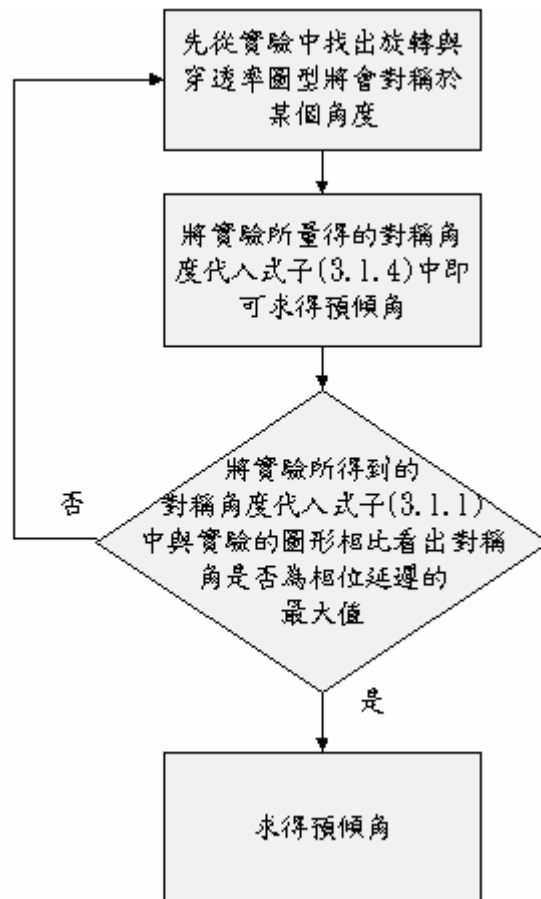 先從實驗中找出旋轉與
穿透率圖型將會對稱於
某個角度
將實驗所量得的對稱角
度代入式子(3.1.4)中即
可求得預傾角
將實驗所得到的
對稱角度代入式子(3.1.1)
中與實驗的圖形相比看出對稱
角是否為相位延遲的
最大值
否
是
求得預傾角